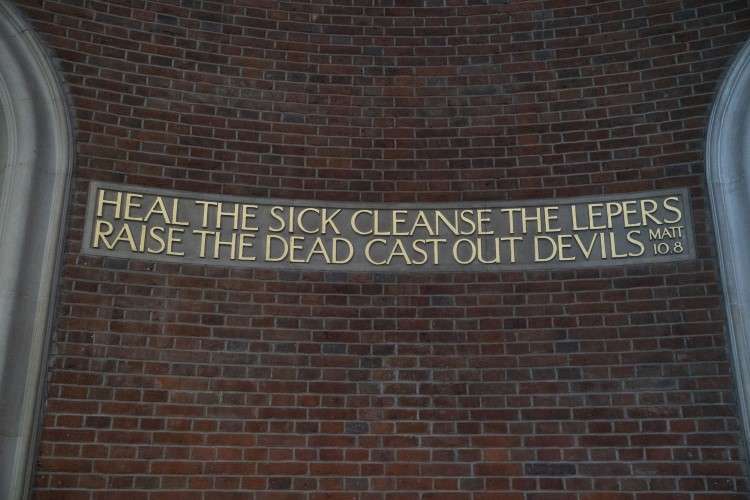 HEAL THE SICK CLEANSE THE LEPERS
RAISE THE DEAD CAST OUT DEVILS MATT 10.8